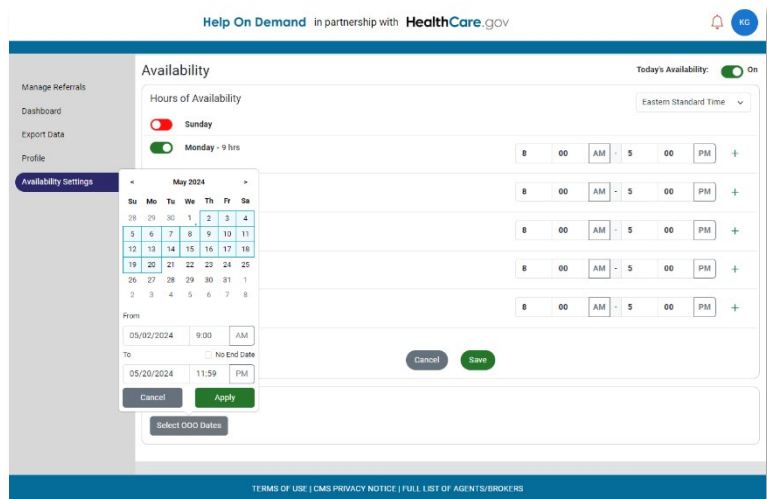 Help On Demand in partnership with HealthCare.gov
KG
Availability
Today's Availability: On
Manage Referrals
Dashboard
Export Data
Profile
Availability Settings
Hours of Availability
Eastern Standard Time
Sunday
Monday - 9 hrs
8 00 AM - 5 00 PM +
8 00 AM - 5 00 PM +
8 00 AM - 5 00 PM +
8 00 AM - 5 00 PM +
8 00 AM - 5 00 PM +
< May 2024 >
Su Mo Tu We Th Fr Sa
28 29 30 1 2 3 4
5 6 7 8 9 10 11
12 13 14 15 16 17 18
19 20 21 22 23 24 25
26 27 28 29 30 31 1
2 3 4 5 6 7 8
From
05/02/2024 9:00 AM
To No End Date
05/20/2024 11:59 PM
Cancel Apply
Cancel Save
Select OOO Dates
TERMS OF USE | CMS PRIVACY NOTICE | FULL LIST OF AGENTS/BROKERS